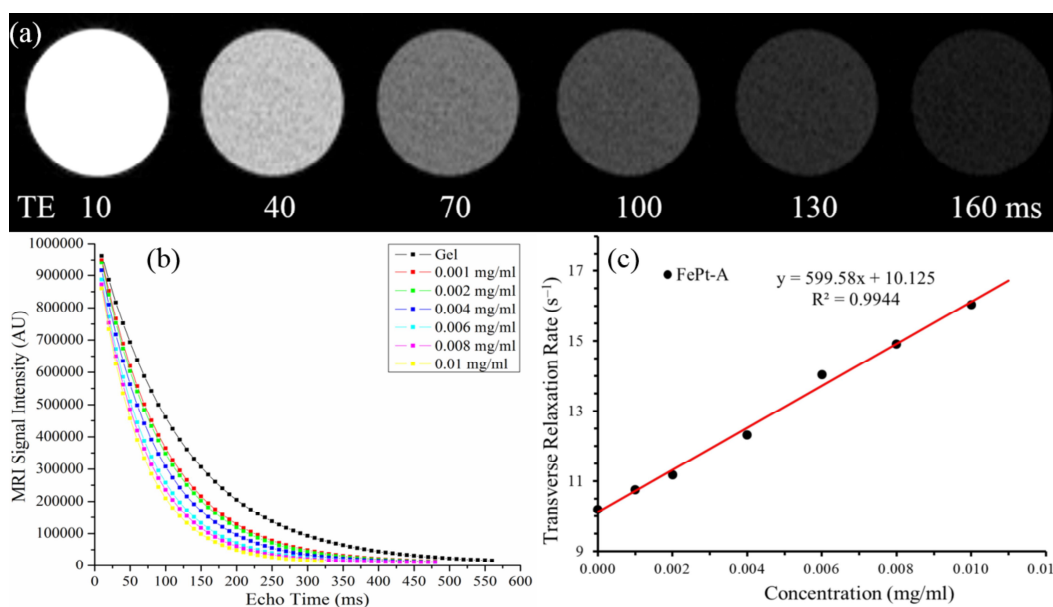 (a)
TE 10 40 70 100 130 160 ms
(b)
1000000
900000
800000
700000
600000
500000
400000
300000
200000
100000
0
MRI Signal Intensity (AU)
Gel
0.001 mg/ml
0.002 mg/ml
0.004 mg/ml
0.006 mg/ml
0.008 mg/ml
0.01 mg/ml
0 50 100 150 200 250 300 350 400 450 500 550 600
Echo Time (ms)
(c)
17
15
13
11
9
Transverse Relaxation Rate (s⁻¹)
FePt-A
y = 599.58x + 10.125
R² = 0.9944
0.000 0.002 0.004 0.006 0.008 0.010 0.01
Concentration (mg/ml)